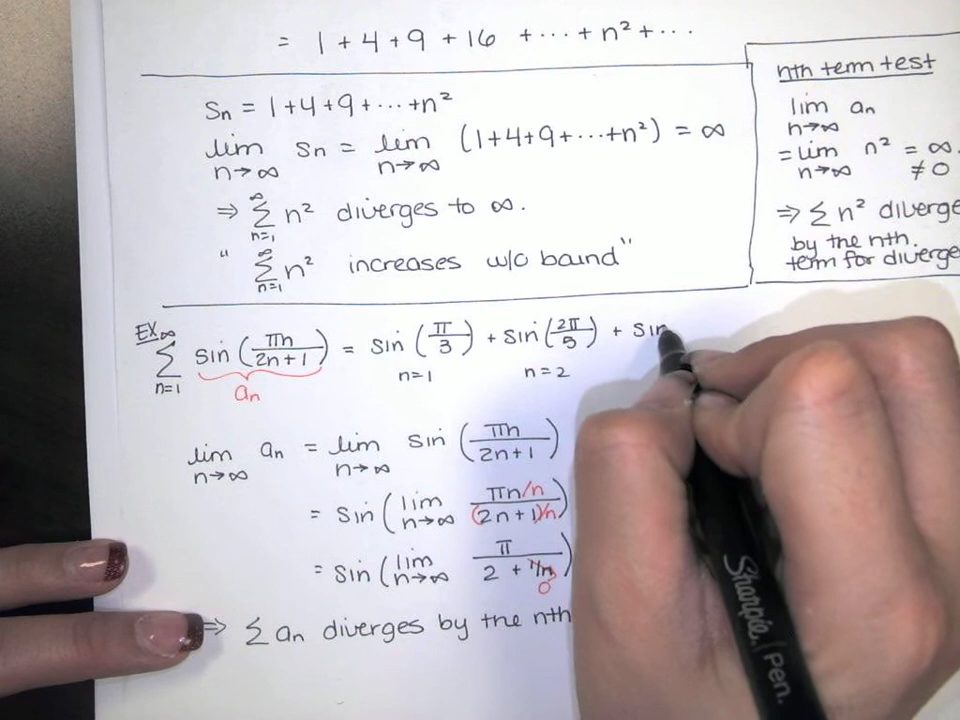 = 1 + 4 + 9 + 16 + ··· + n² + ···
Sn = 1+4+9+···+n²
lim n→∞ Sn = lim n→∞ (1+4+9+···+n²) = ∞
⇒ ∞ Σ n=1 n² diverges to ∞.
" ∞ Σ n=1 n² increases w/o bound"
nth term test
lim n→∞ an
= lim n→∞ n² = ∞.
≠ 0
⇒ Σ n² diverge
by the nth.
term for diverge
EX ∞ Σ n=1 sin (πn/2n+1) = sin (π/3) + sin (2π/5) + sin
an n=1 n=2
lim n→∞ an = lim n→∞ sin (πn/2n+1)
= sin (lim n→∞ πn/n/(2n+1)/n)
= sin (lim n→∞ π/2 + 1/n)
0
⇒ Σ an diverges by the nth
Sharpie. | Pen.